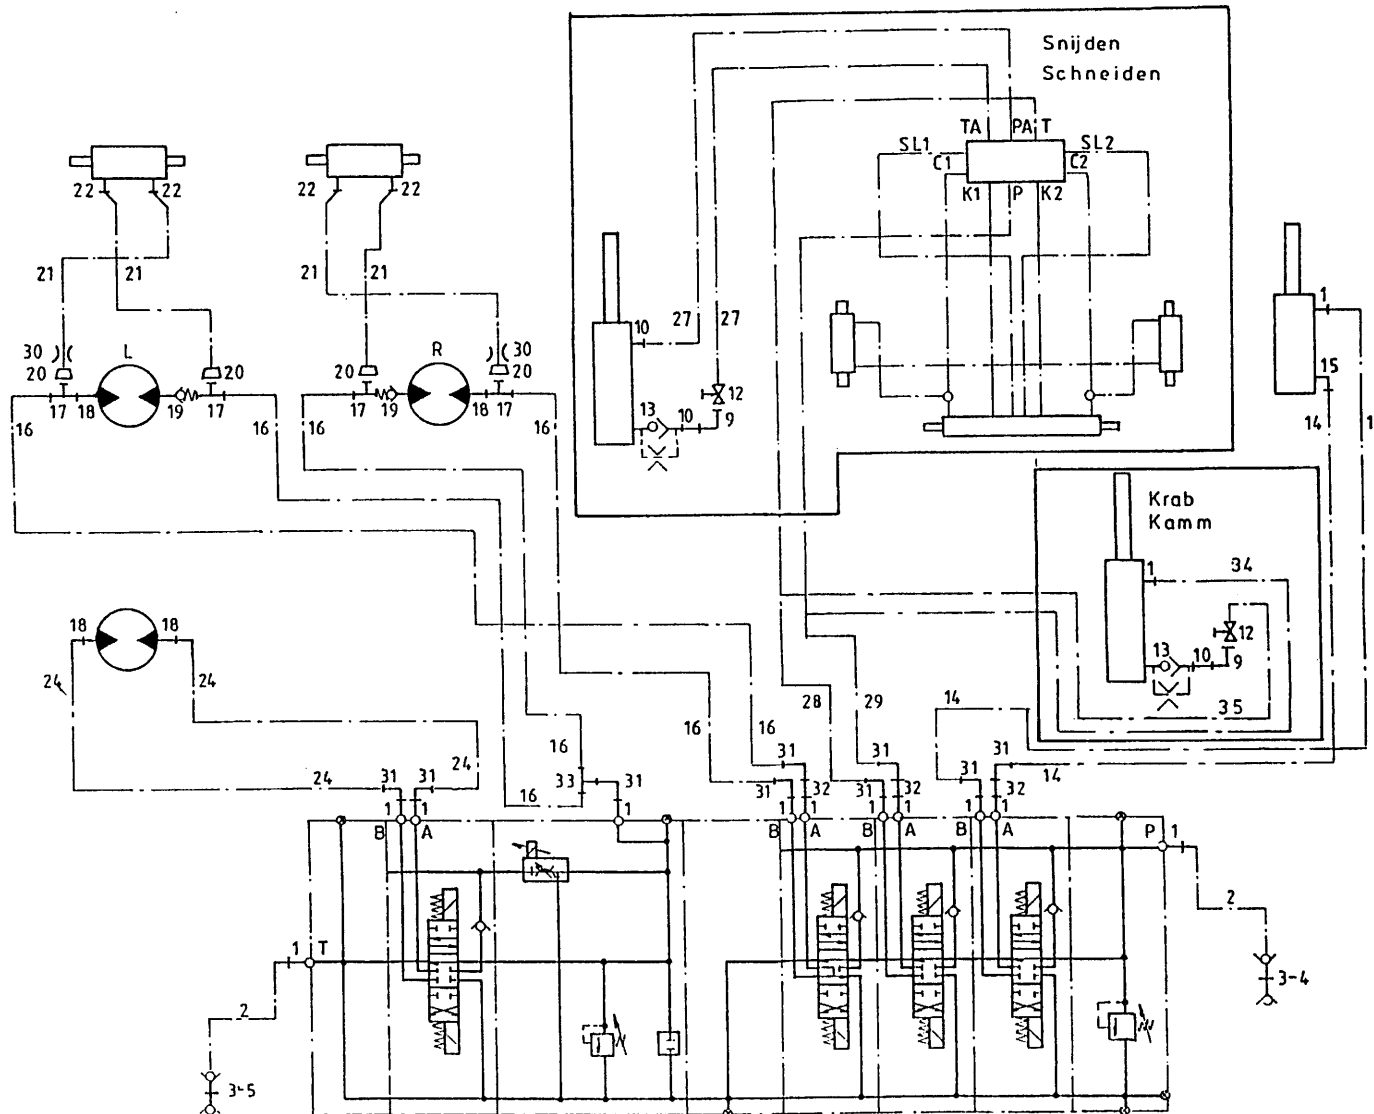 Snijden
Schneiden
TA PA T
SL1 SL2
C1 C2
K1 P K2
22 22 22 22
21 21 21 21
27 27
10
1
15
L R
30 30
20 20 20 20
12
13 10 9
17 18 19 17
17 19 18 17
16 16 16 16
14 1
Krab
Kamm
1 34
12
13 10 9
35
18 18
24 24
28 29 14
16 16 16
31 31 31
24 31 31 24
33 31
16
31 32 31 32 31 32 14
1 1 1 1 1 1 1 1 1
B A B A B A B A P 1
2
1 T
3-4
2
3-5